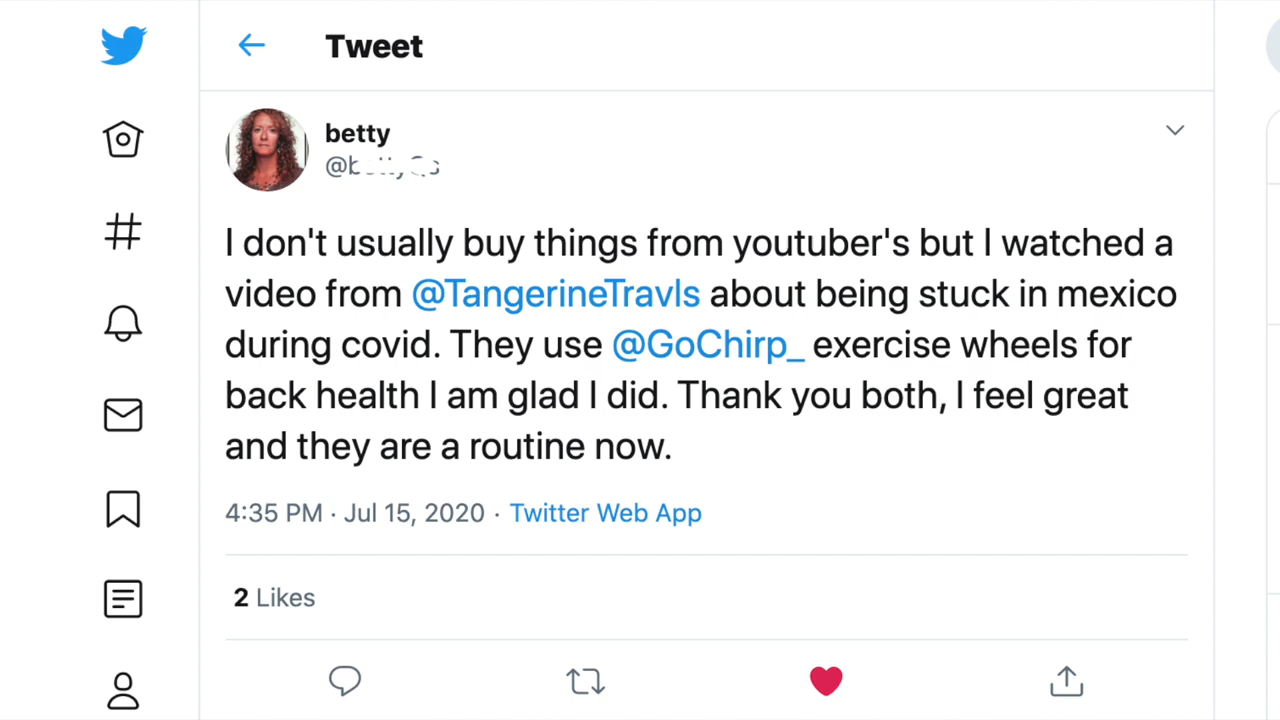 Tweet
betty
I don't usually buy things from youtuber's but I watched a
video from @TangerineTravls about being stuck in mexico
during covid. They use @GoChirp_ exercise wheels for
back health I am glad I did. Thank you both, I feel great
and they are a routine now.
4:35 PM · Jul 15, 2020 · Twitter Web App
2 Likes